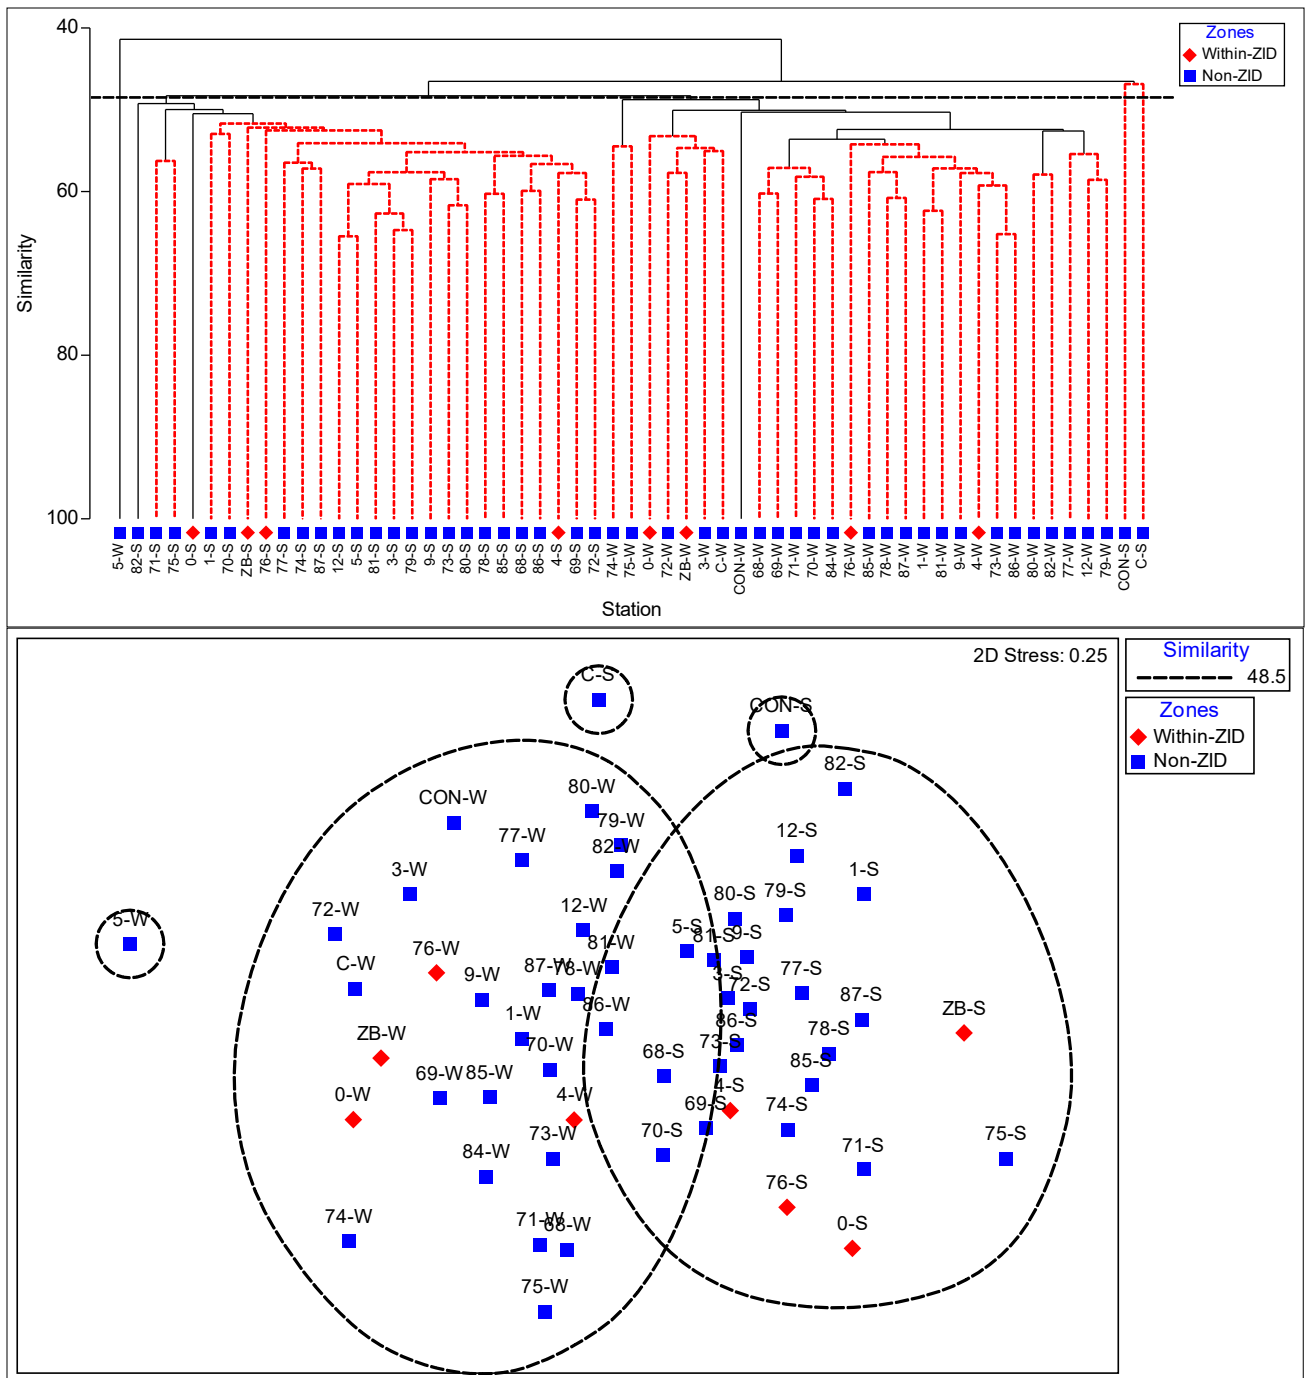 40
60
80
100
Similarity
Zones
Within-ZID
Non-ZID
5-W
82-S
71-S
75-S
0-S
1-S
70-S
ZB-S
76-S
77-S
74-S
87-S
12-S
5-S
81-S
3-S
79-S
9-S
73-S
80-S
78-S
85-S
68-S
86-S
4-S
69-S
72-S
74-W
75-W
0-W
72-W
ZB-W
3-W
C-W
CON-W
68-W
69-W
71-W
70-W
84-W
76-W
85-W
78-W
87-W
1-W
81-W
9-W
4-W
73-W
86-W
80-W
82-W
77-W
12-W
79-W
CON-S
C-S
Station
2D Stress: 0.25
Similarity
48.5
Zones
Within-ZID
Non-ZID
C-S
CON-S
82-S
80-W
CON-W
79-W
77-W
82-W
12-S
3-W
1-S
72-W
5-W
12-W
80-S
79-S
76-W
81-W
5-S
81-S
9-S
C-W
9-W
87-W
78-W
3-S
72-S
77-S
1-W
86-W
87-S
ZB-S
ZB-W
70-W
86-S
78-S
73-S
68-S
85-S
69-W
85-W
0-W
4-W
4-S
69-S
74-S
73-W
70-S
84-W
71-S
75-S
76-S
74-W
71-W
68-W
0-S
75-W